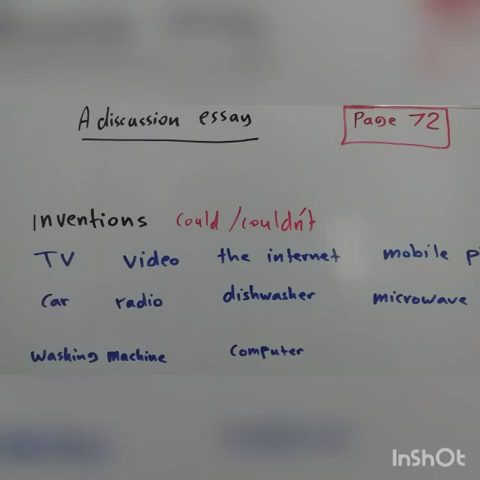 A discussion essay
Page 72
Inventions could/couldn't
TV video the internet mobile p
Car radio dishwasher microwave
Washing Machine Computer
InShOt